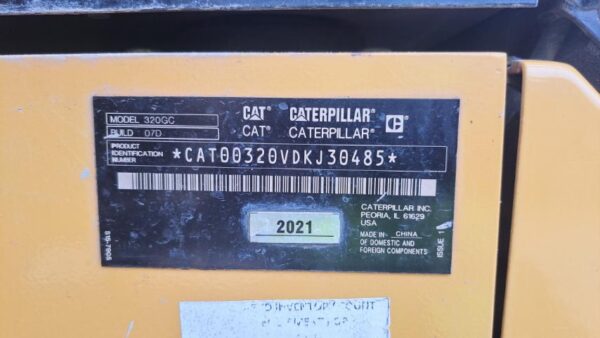 MODEL 320GC
BUILD 07D
CAT® CATERPILLAR®
CAT® CATERPILLAR® C
PRODUCT IDENTIFICATION NUMBER
*CAT00320VDKJ30485*
2021
CATERPILLAR INC.
PEORIA, IL 61629
USA
MADE IN CHINA
OF DOMESTIC AND
FOREIGN COMPONENTS
ISSUE 1